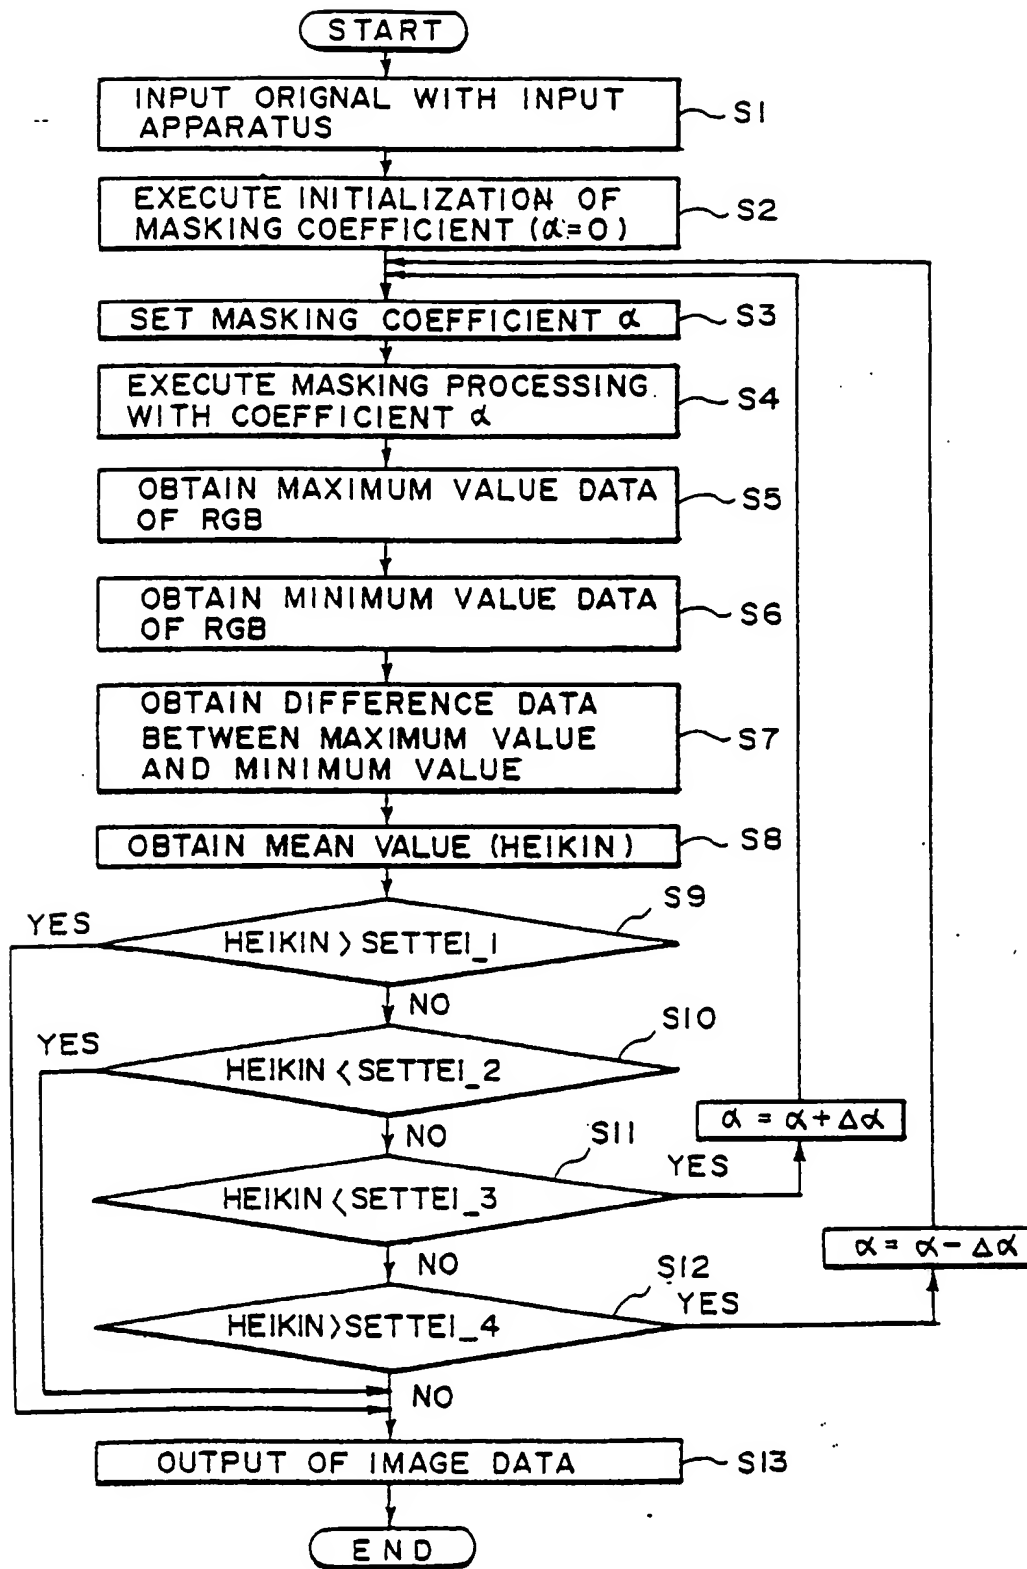 START
INPUT ORIGNAL WITH INPUT
APPARATUS
S1
EXECUTE INITIALIZATION OF
MASKING COEFFICIENT (α=0)
S2
SET MASKING COEFFICIENT α
S3
EXECUTE MASKING PROCESSING
WITH COEFFICIENT α
S4
OBTAIN MAXIMUM VALUE DATA
OF RGB
S5
OBTAIN MINIMUM VALUE DATA
OF RGB
S6
OBTAIN DIFFERENCE DATA
BETWEEN MAXIMUM VALUE
AND MINIMUM VALUE
S7
OBTAIN MEAN VALUE (HEIKIN)
S8
S9
YES
HEIKIN > SETTEI_1
NO
S10
YES
HEIKIN < SETTEI_2
α = α + Δα
NO
S11
YES
HEIKIN < SETTEI_3
α = α - Δα
NO
S12
YES
HEIKIN > SETTEI_4
NO
OUTPUT OF IMAGE DATA
S13
END